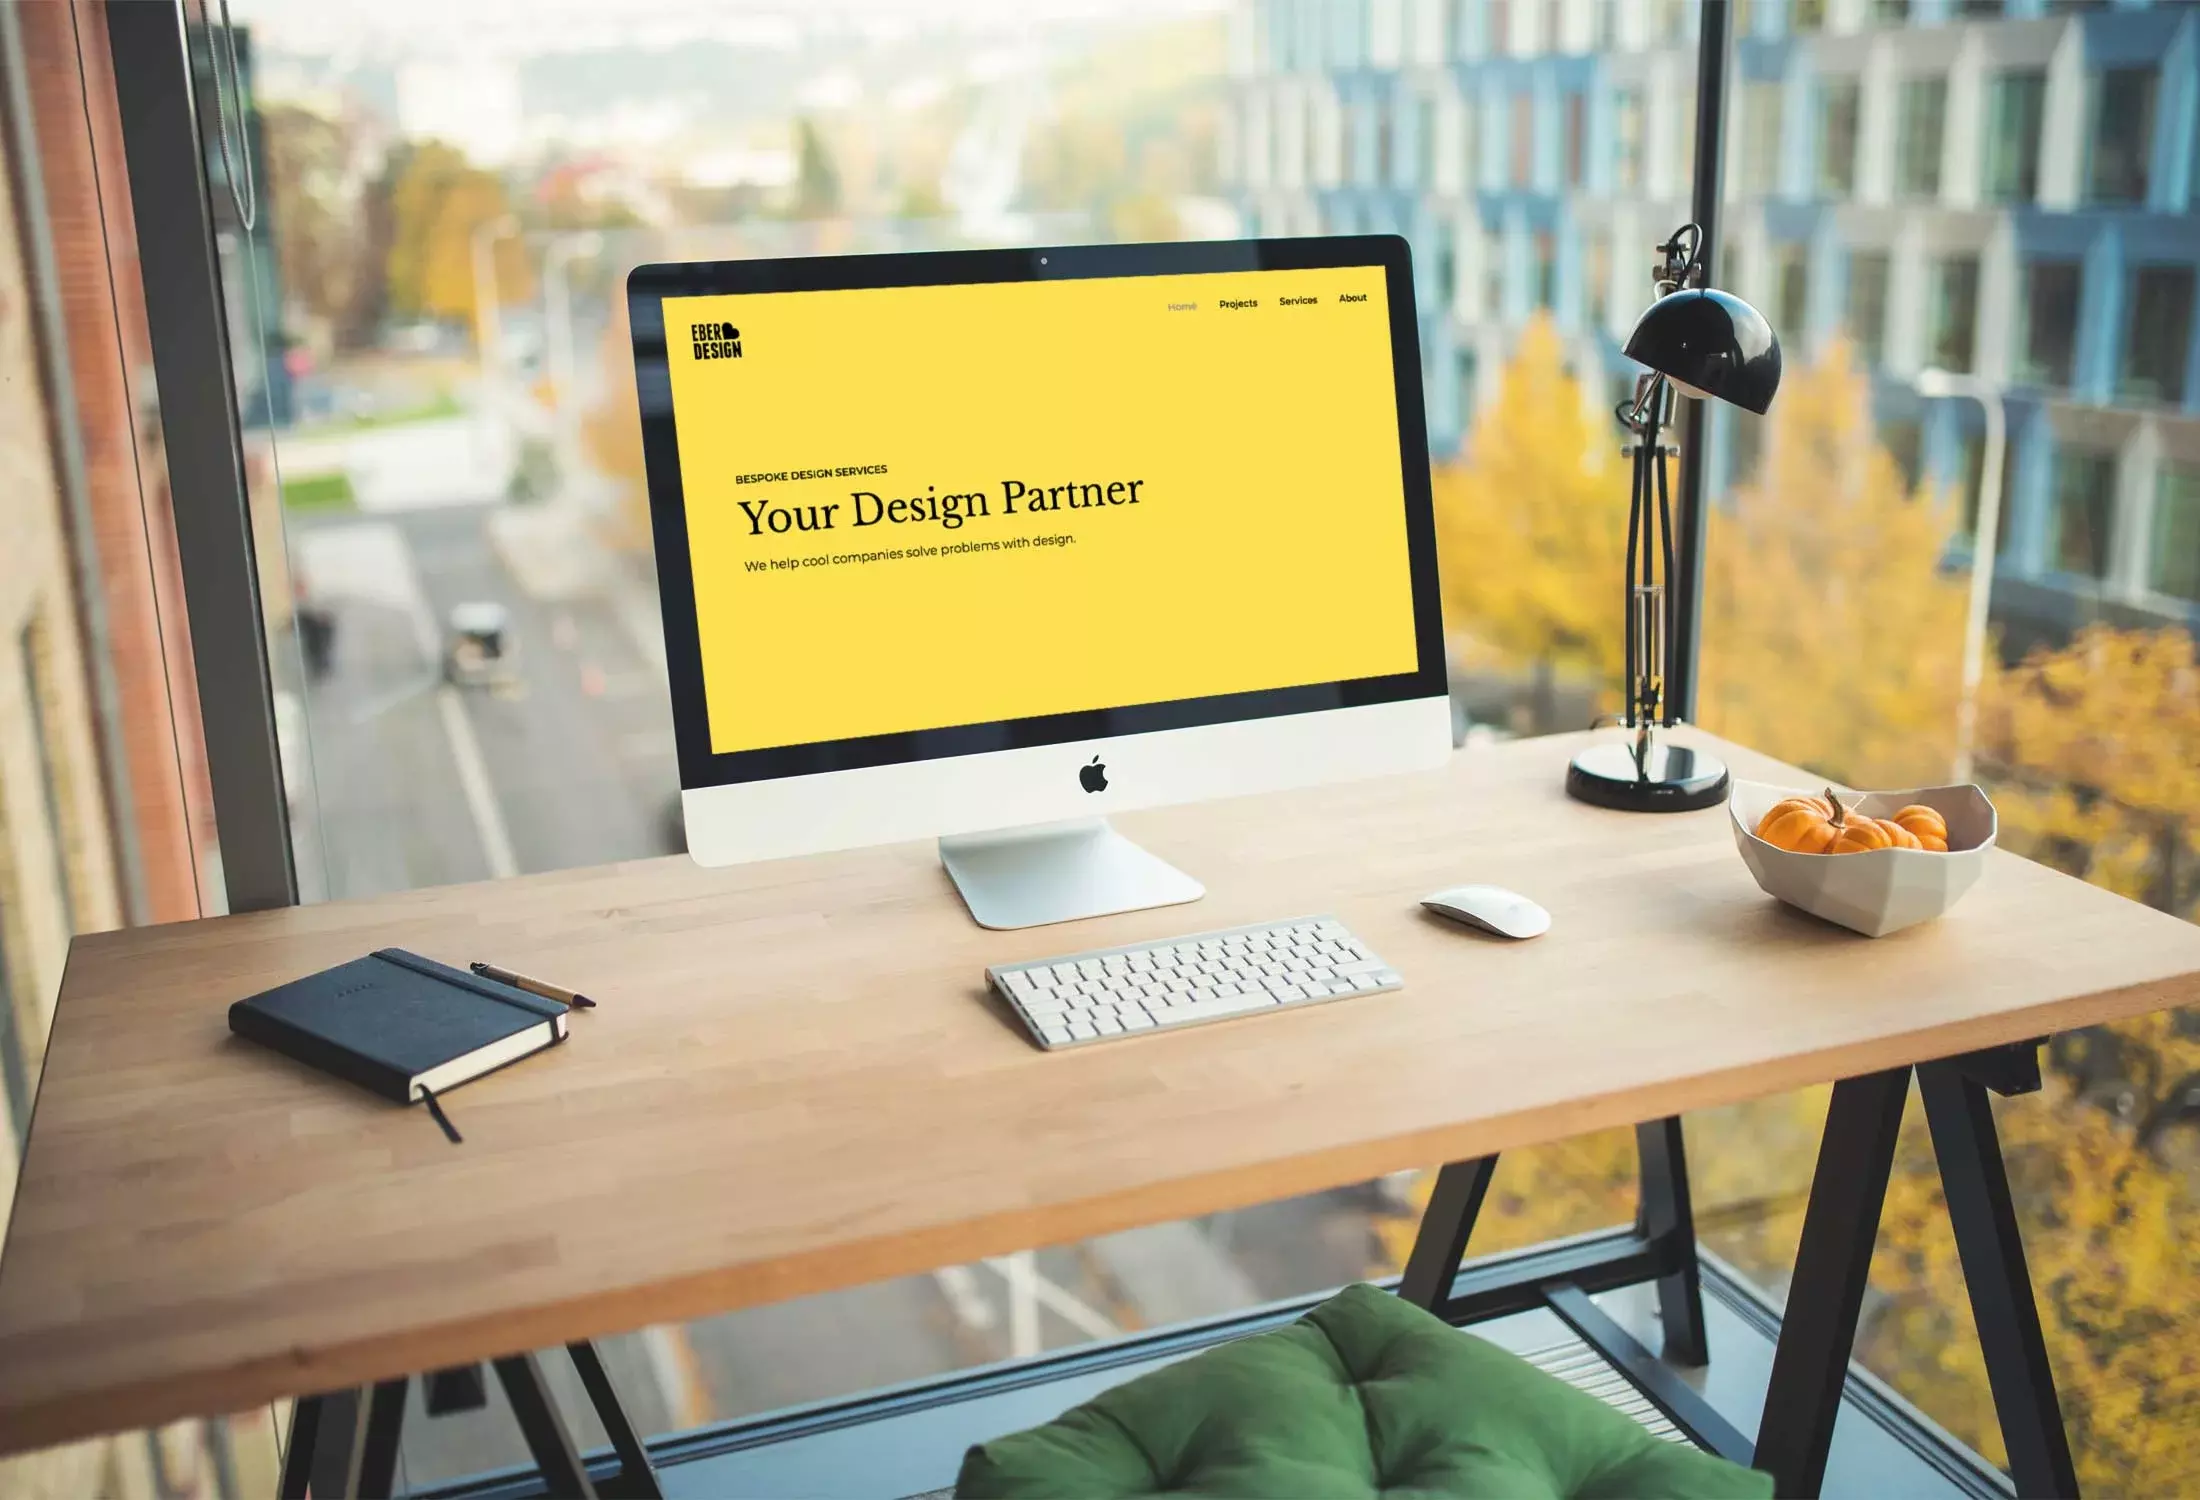 Home Projects Services About
EBER
DESIGN
BESPOKE DESIGN SERVICES
Your Design Partner
We help cool companies solve problems with design.